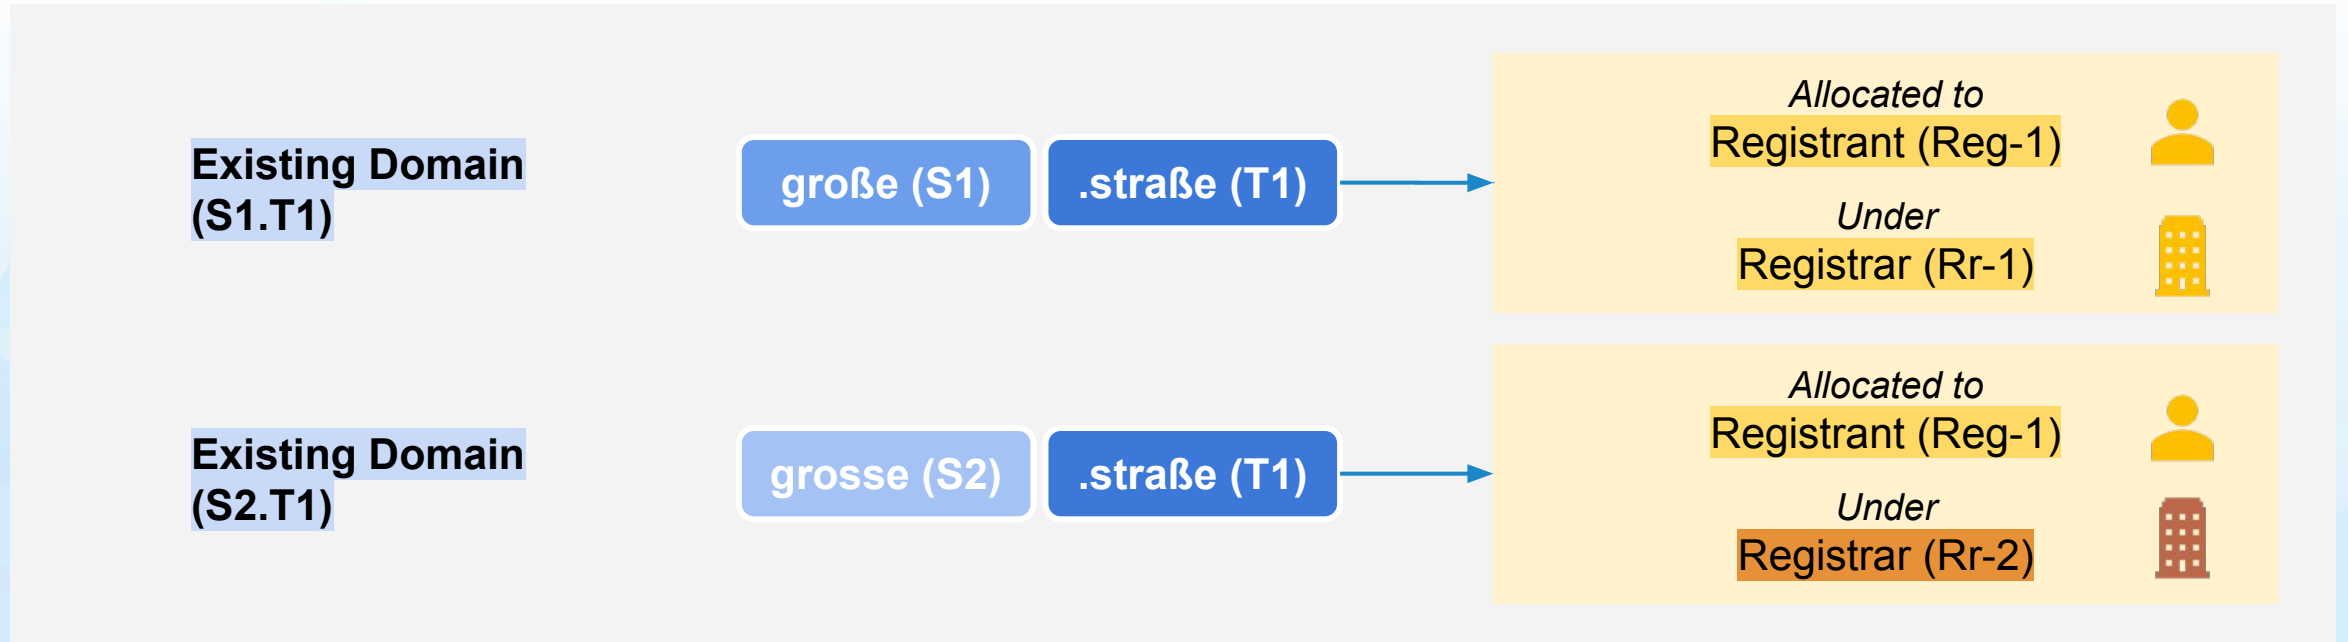 Existing Domain
(S1.T1)
große (S1)
.straße (T1)
Allocated to
Registrant (Reg-1)
Under
Registrar (Rr-1)
Existing Domain
(S2.T1)
grosse (S2)
.straße (T1)
Allocated to
Registrant (Reg-1)
Under
Registrar (Rr-2)